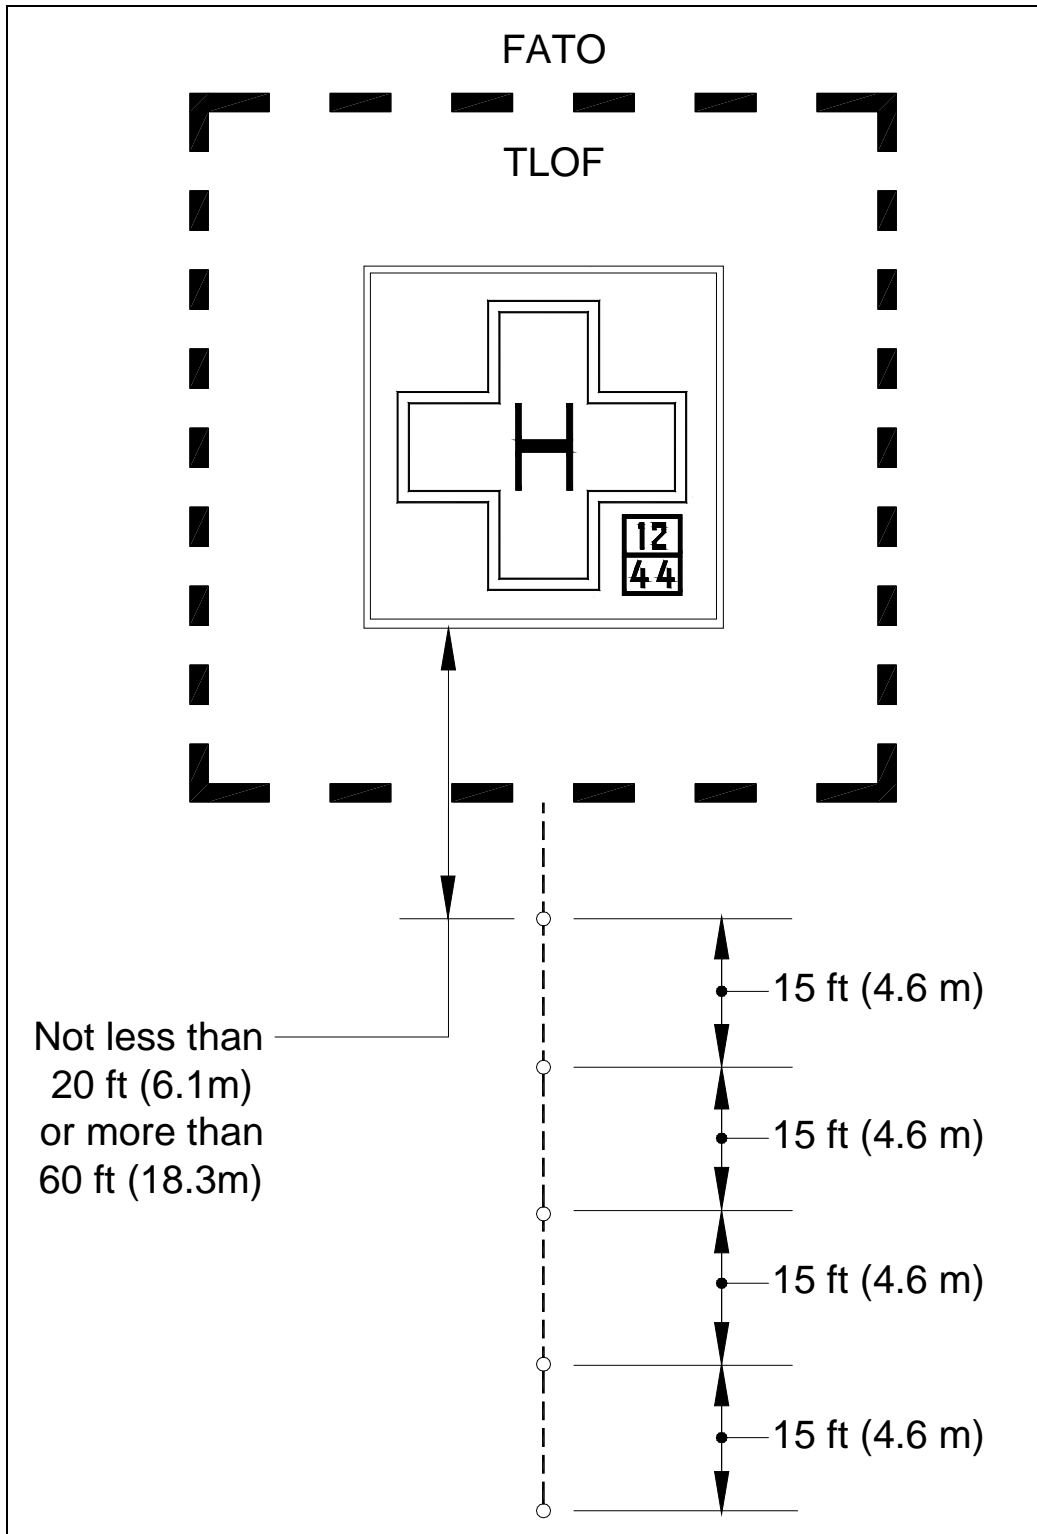 FATO
TLOF
H
12
44
15 ft (4.6 m)
Not less than
20 ft (6.1m)
or more than
60 ft (18.3m)
15 ft (4.6 m)
15 ft (4.6 m)
15 ft (4.6 m)